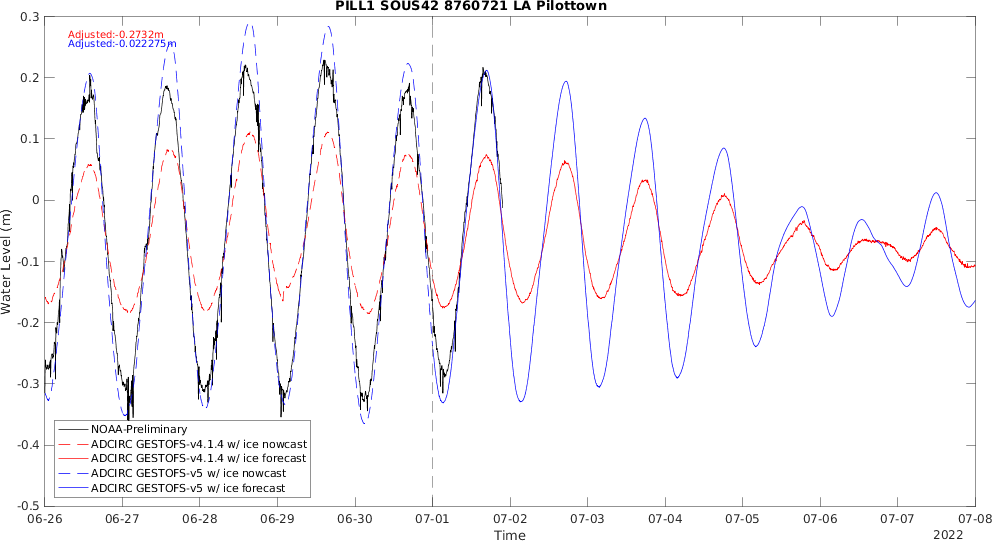 PILL1 SOUS42 8760721 LA Pilottown
Adjusted:-0.2732m
Adjusted:-0.022275m
0.3
0.2
0.1
0
-0.1
-0.2
-0.3
-0.4
-0.5
Water Level (m)
NOAA-Preliminary
ADCIRC GESTOFS-v4.1.4 w/ ice nowcast
ADCIRC GESTOFS-v4.1.4 w/ ice forecast
ADCIRC GESTOFS-v5 w/ ice nowcast
ADCIRC GESTOFS-v5 w/ ice forecast
06-26 06-27 06-28 06-29 06-30 07-01 07-02 07-03 07-04 07-05 07-06 07-07 07-08
Time
2022